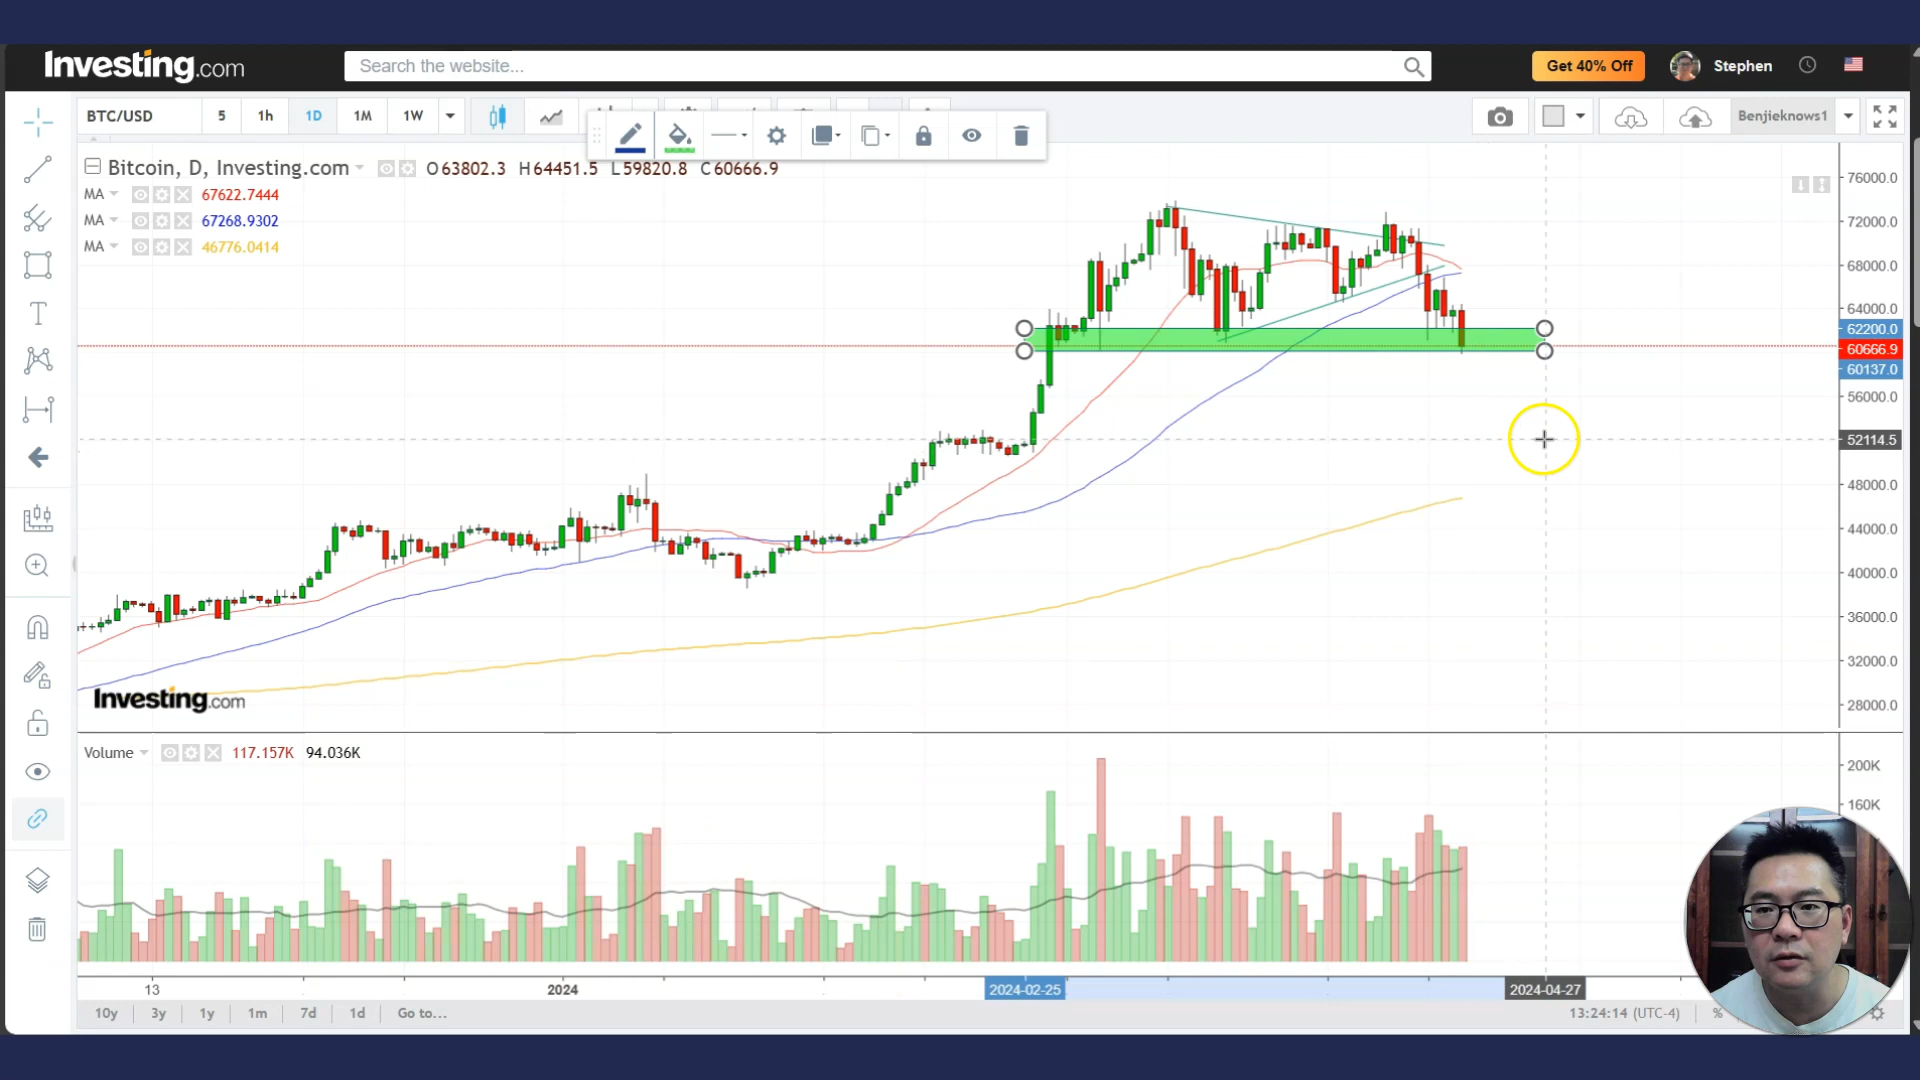 Investing.com
Search the website...
Get 40% Off
Stephen
BTC/USD
5
1h
1D
1M
1W
Benjieknows1
Bitcoin, D, Investing.com
O63802.3 H64451.5 L59820.8 C60666.9
MA 67622.7444
MA 67268.9302
MA 46776.0414
76000.0
72000.0
68000.0
64000.0
62200.0
60666.9
60137.0
56000.0
52114.5
48000.0
44000.0
40000.0
36000.0
32000.0
28000.0
Investing.com
Volume 117.157K 94.036K
200K
160K
13
2024
2024-02-25
2024-04-27
10y
3y
1y
1m
7d
1d
Go to...
13:24:14 (UTC-4)
%